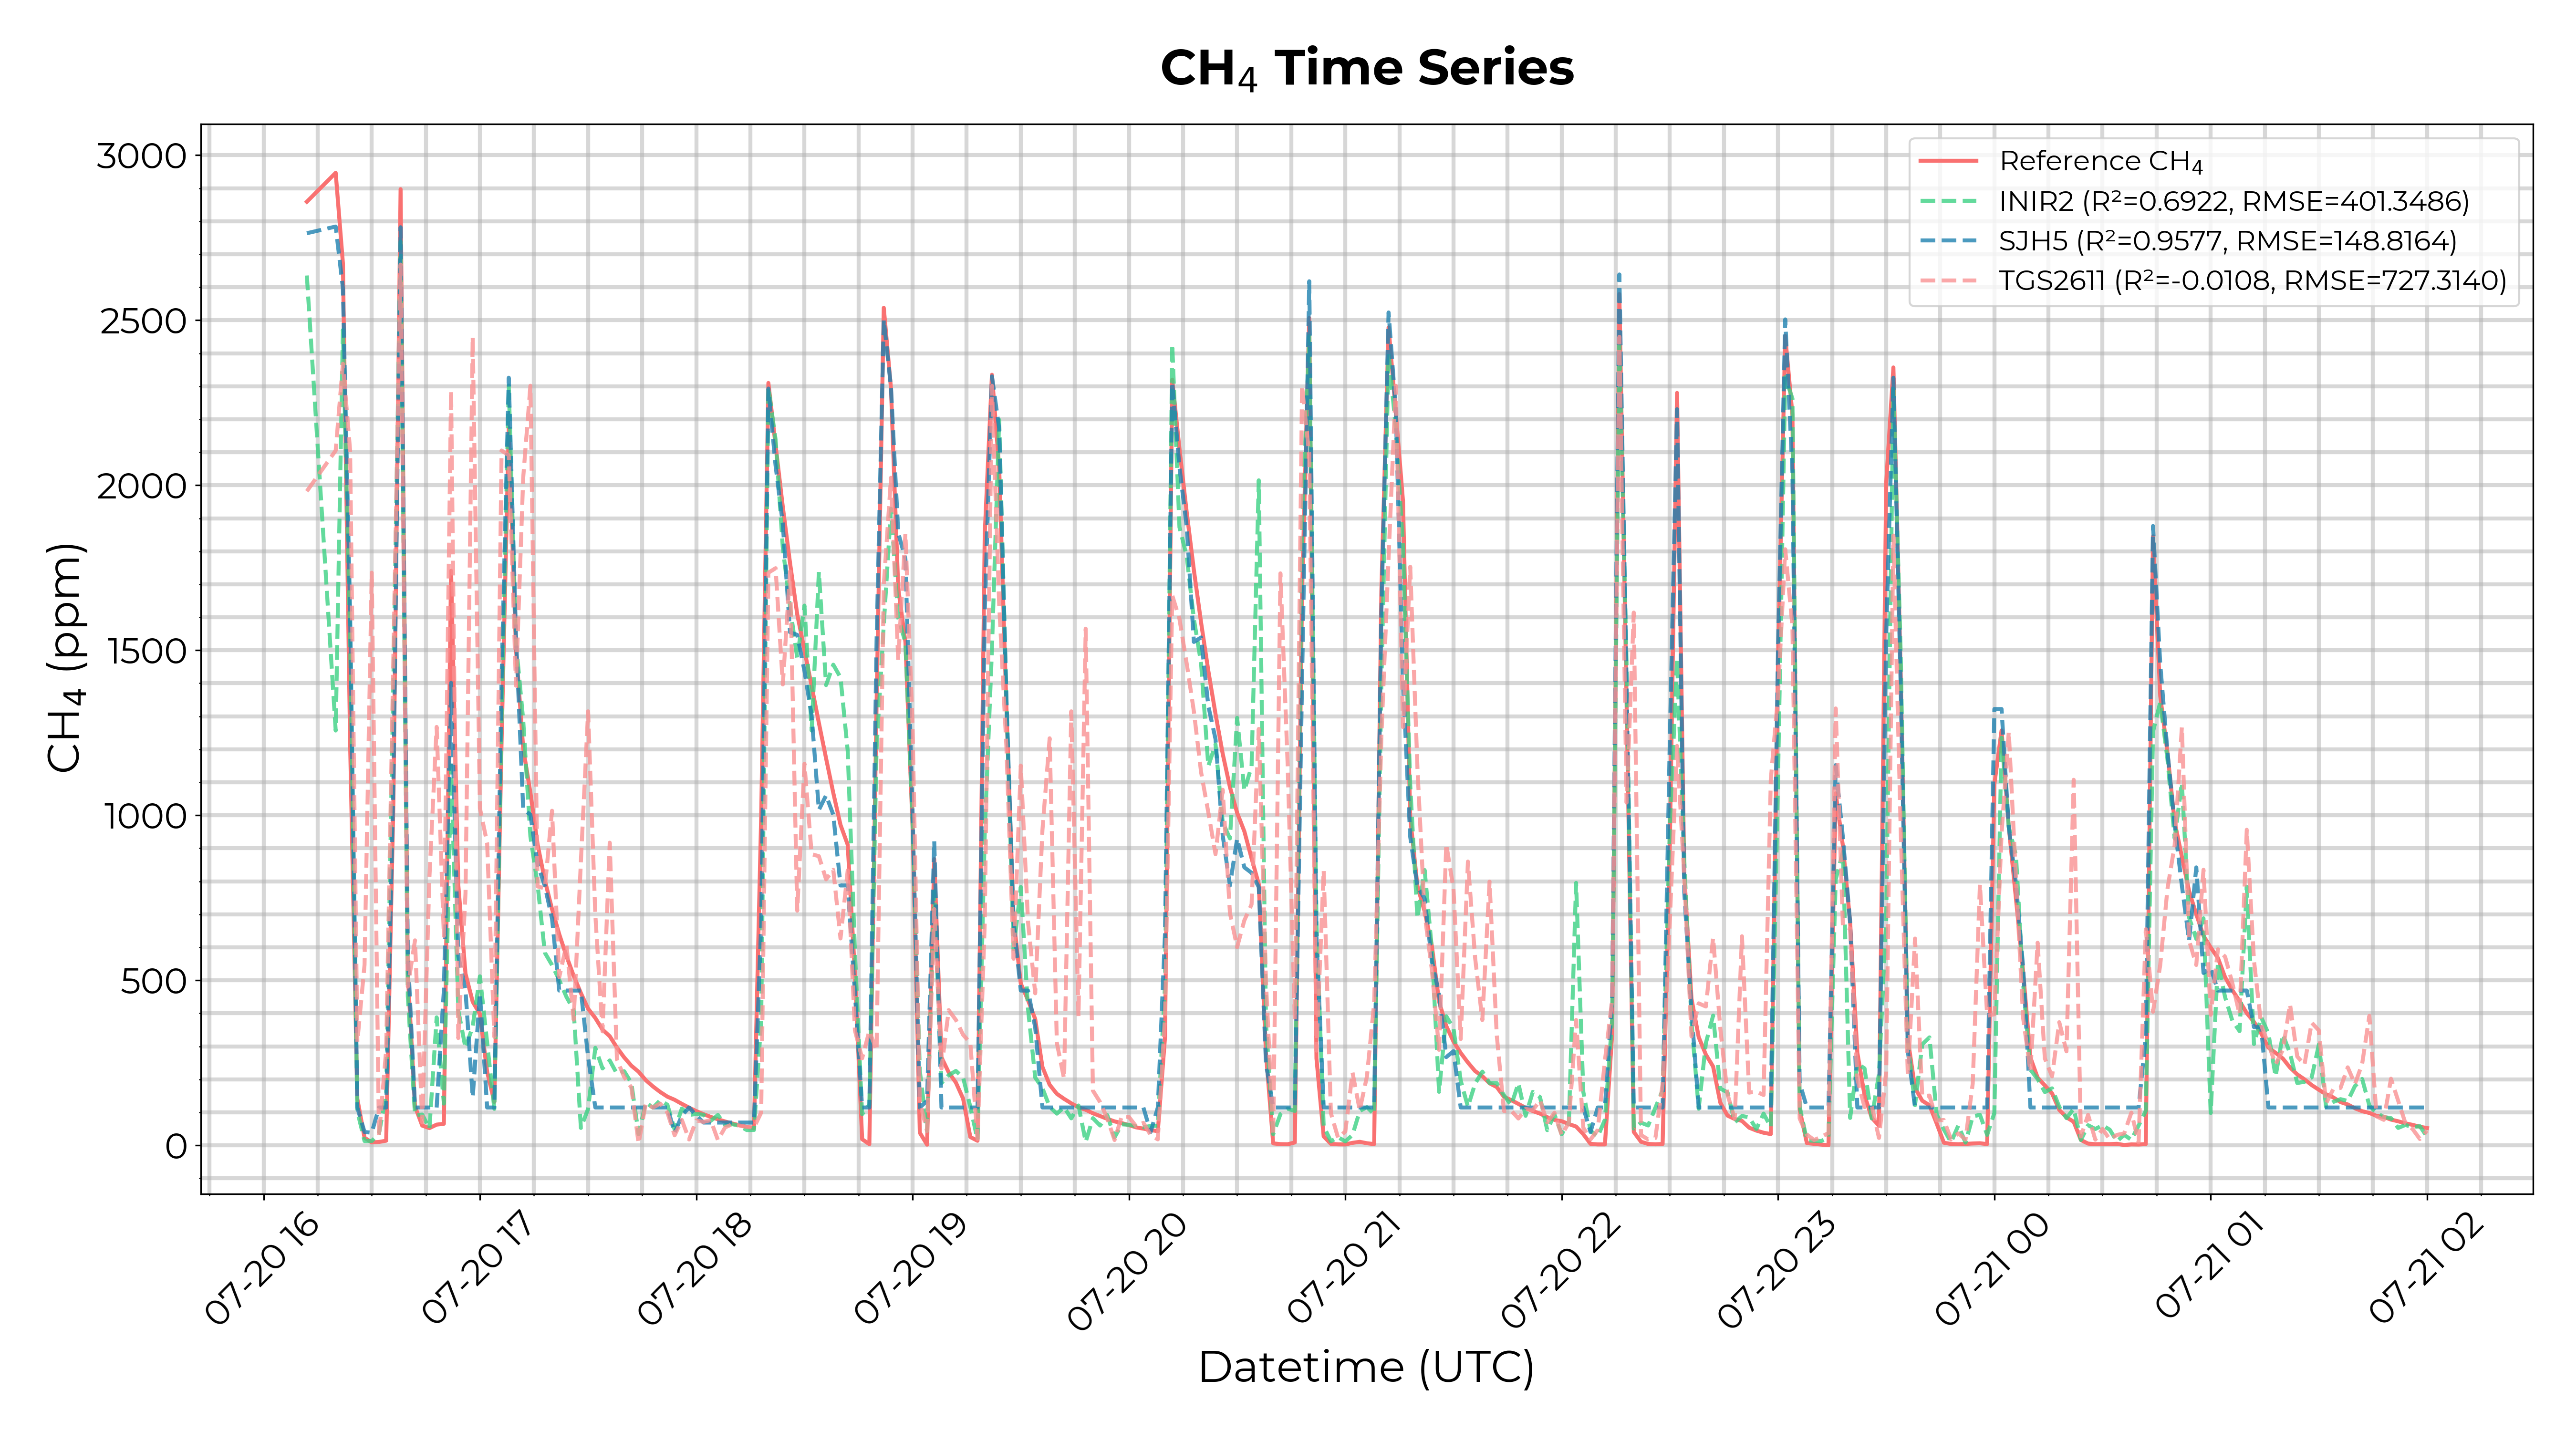 CH₄ Time Series
3000
2500
2000
1500
1000
500
0
CH₄ (ppm)
Reference CH₄
INIR2 (R²=0.6922, RMSE=401.3486)
SJH5 (R²=0.9577, RMSE=148.8164)
TGS2611 (R²=-0.0108, RMSE=727.3140)
07-20 16
07-20 17
07-20 18
07-20 19
07-20 20
07-20 21
07-20 22
07-20 23
07-21 00
07-21 01
07-21 02
Datetime (UTC)